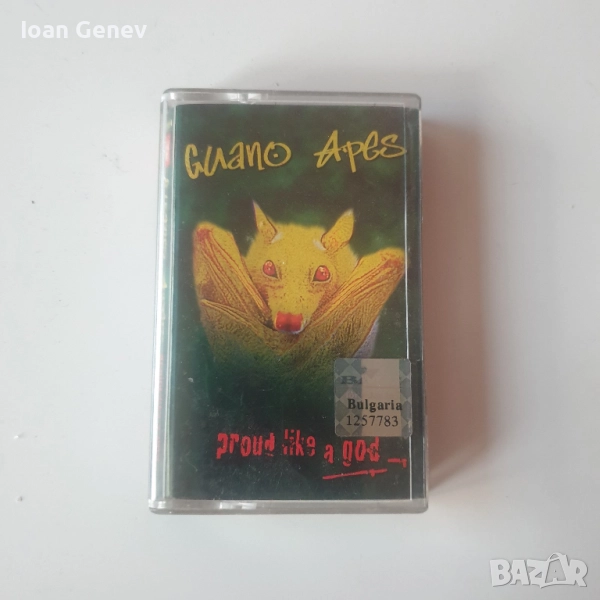 Ioan Genev
Guano Apes
Bulgaria
1257783
proud like a god
BAZAR